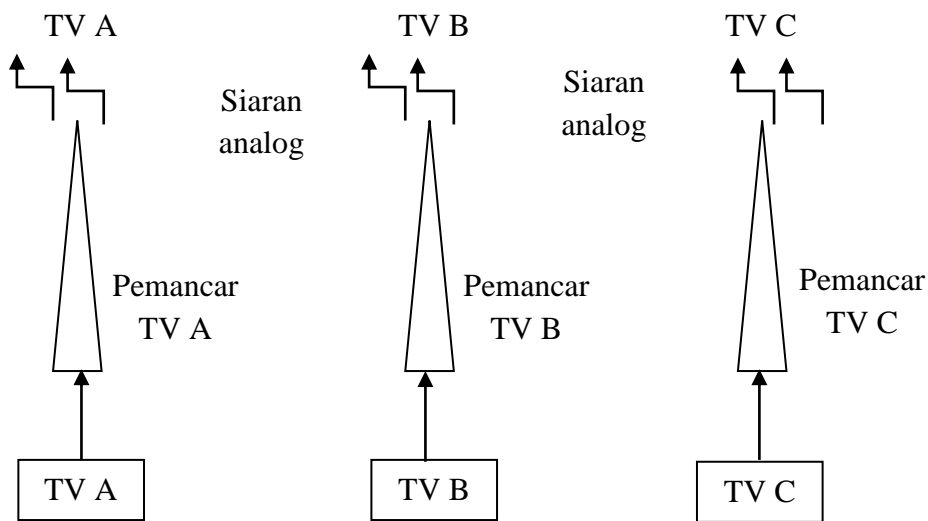 TV A
TV B
TV C
Siaran
analog
Siaran
analog
Pemancar
TV A
Pemancar
TV B
Pemancar
TV C
TV A
TV B
TV C